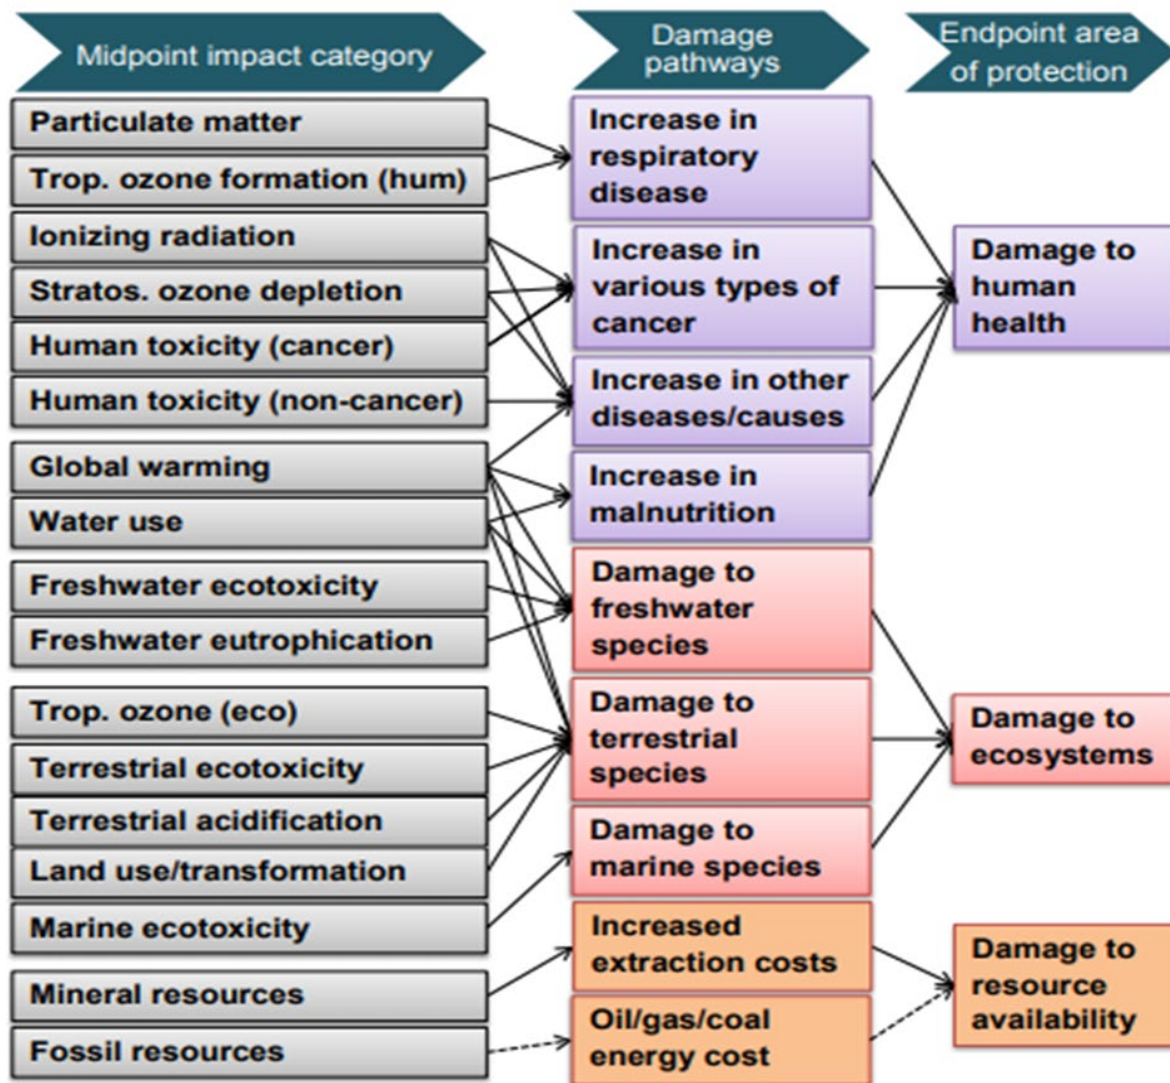 Midpoint impact category
Damage
pathways
Endpoint area
of protection
Particulate matter
Trop. ozone formation (hum)
Ionizing radiation
Stratos. ozone depletion
Human toxicity (cancer)
Human toxicity (non-cancer)
Global warming
Water use
Freshwater ecotoxicity
Freshwater eutrophication
Trop. ozone (eco)
Terrestrial ecotoxicity
Terrestrial acidification
Land use/transformation
Marine ecotoxicity
Mineral resources
Fossil resources
Increase in
respiratory
disease
Increase in
various types of
cancer
Increase in other
diseases/causes
Increase in
malnutrition
Damage to
freshwater
species
Damage to
terrestrial
species
Damage to
marine species
Increased
extraction costs
Oil/gas/coal
energy cost
Damage to
human
health
Damage to
ecosystems
Damage to
resource
availability